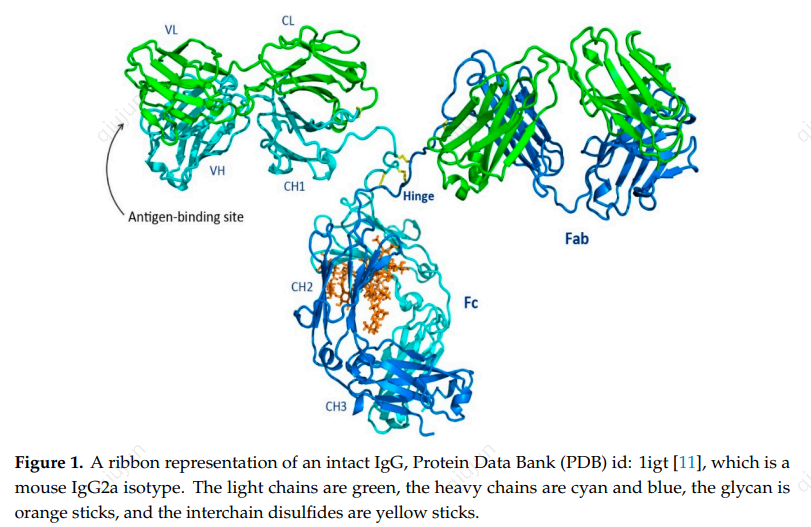 VL
CL
VH
CH1
Antigen-binding site
Hinge
Fab
CH2
Fc
CH3
Figure 1. A ribbon representation of an intact IgG, Protein Data Bank (PDB) id: 1igt [11], which is a
mouse IgG2a isotype. The light chains are green, the heavy chains are cyan and blue, the glycan is
orange sticks, and the interchain disulfides are yellow sticks.